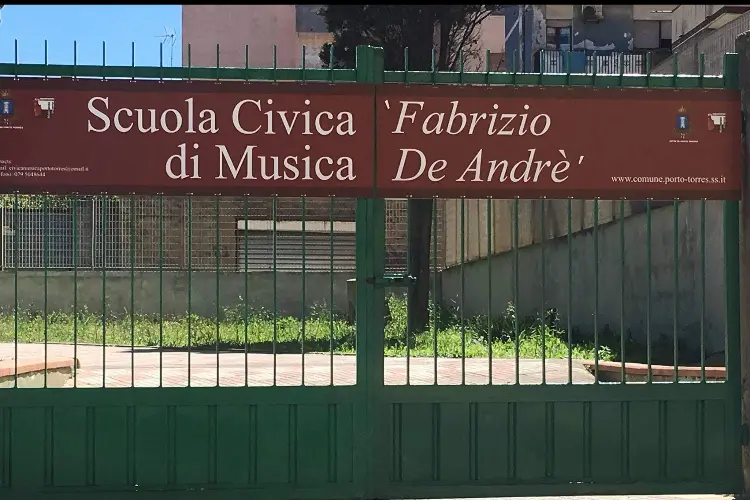 Scuola Civica
di Musica
'Fabrizio
De Andrè'
www.comune.porto-torres.ss.it